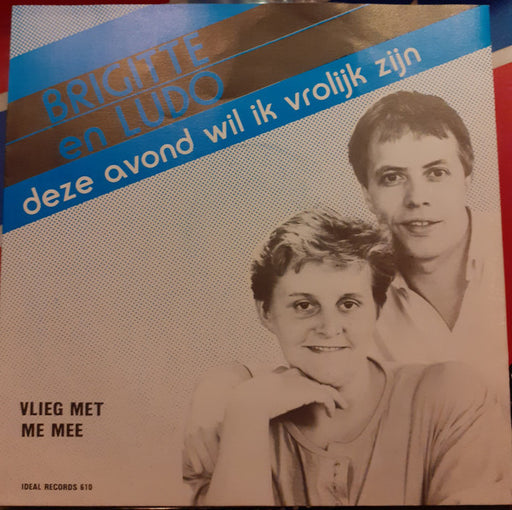 BRIGITTE
en LUDO
deze avond wil ik vrolijk zijn
VLIEG MET
ME MEE
IDEAL RECORDS 610